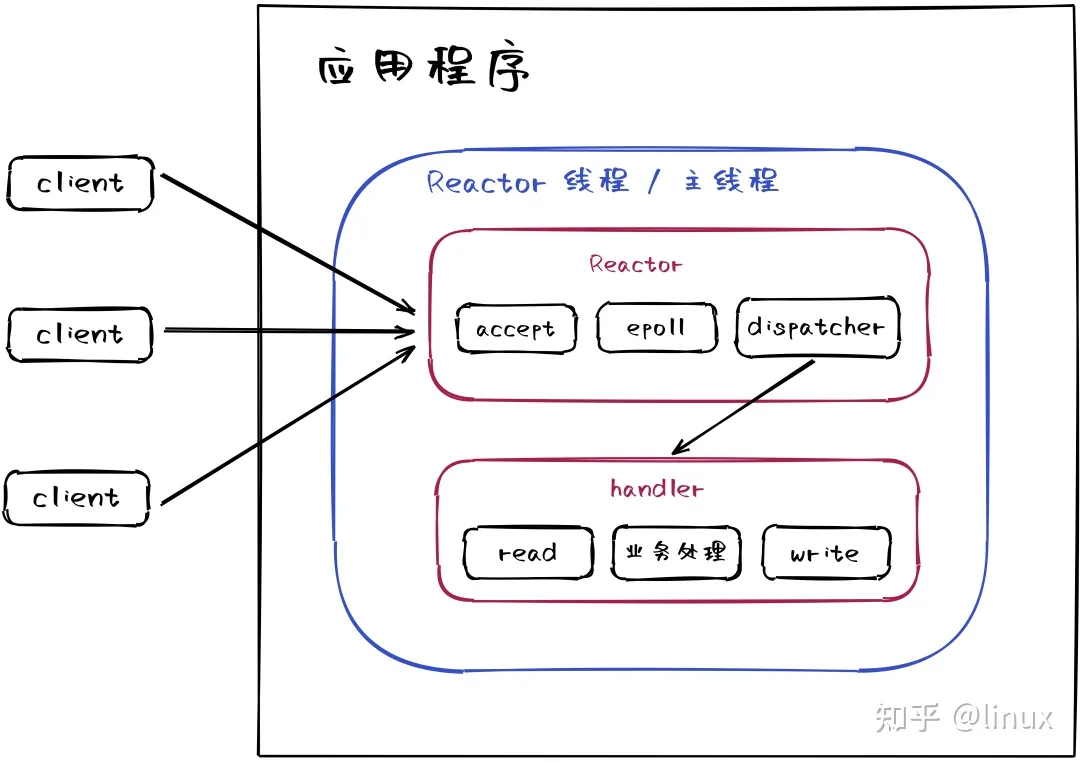 应用程序
client
client
client
Reactor 线程 / 主线程
Reactor
accept
epoll
dispatcher
handler
read
业务处理
write
知乎 @linux